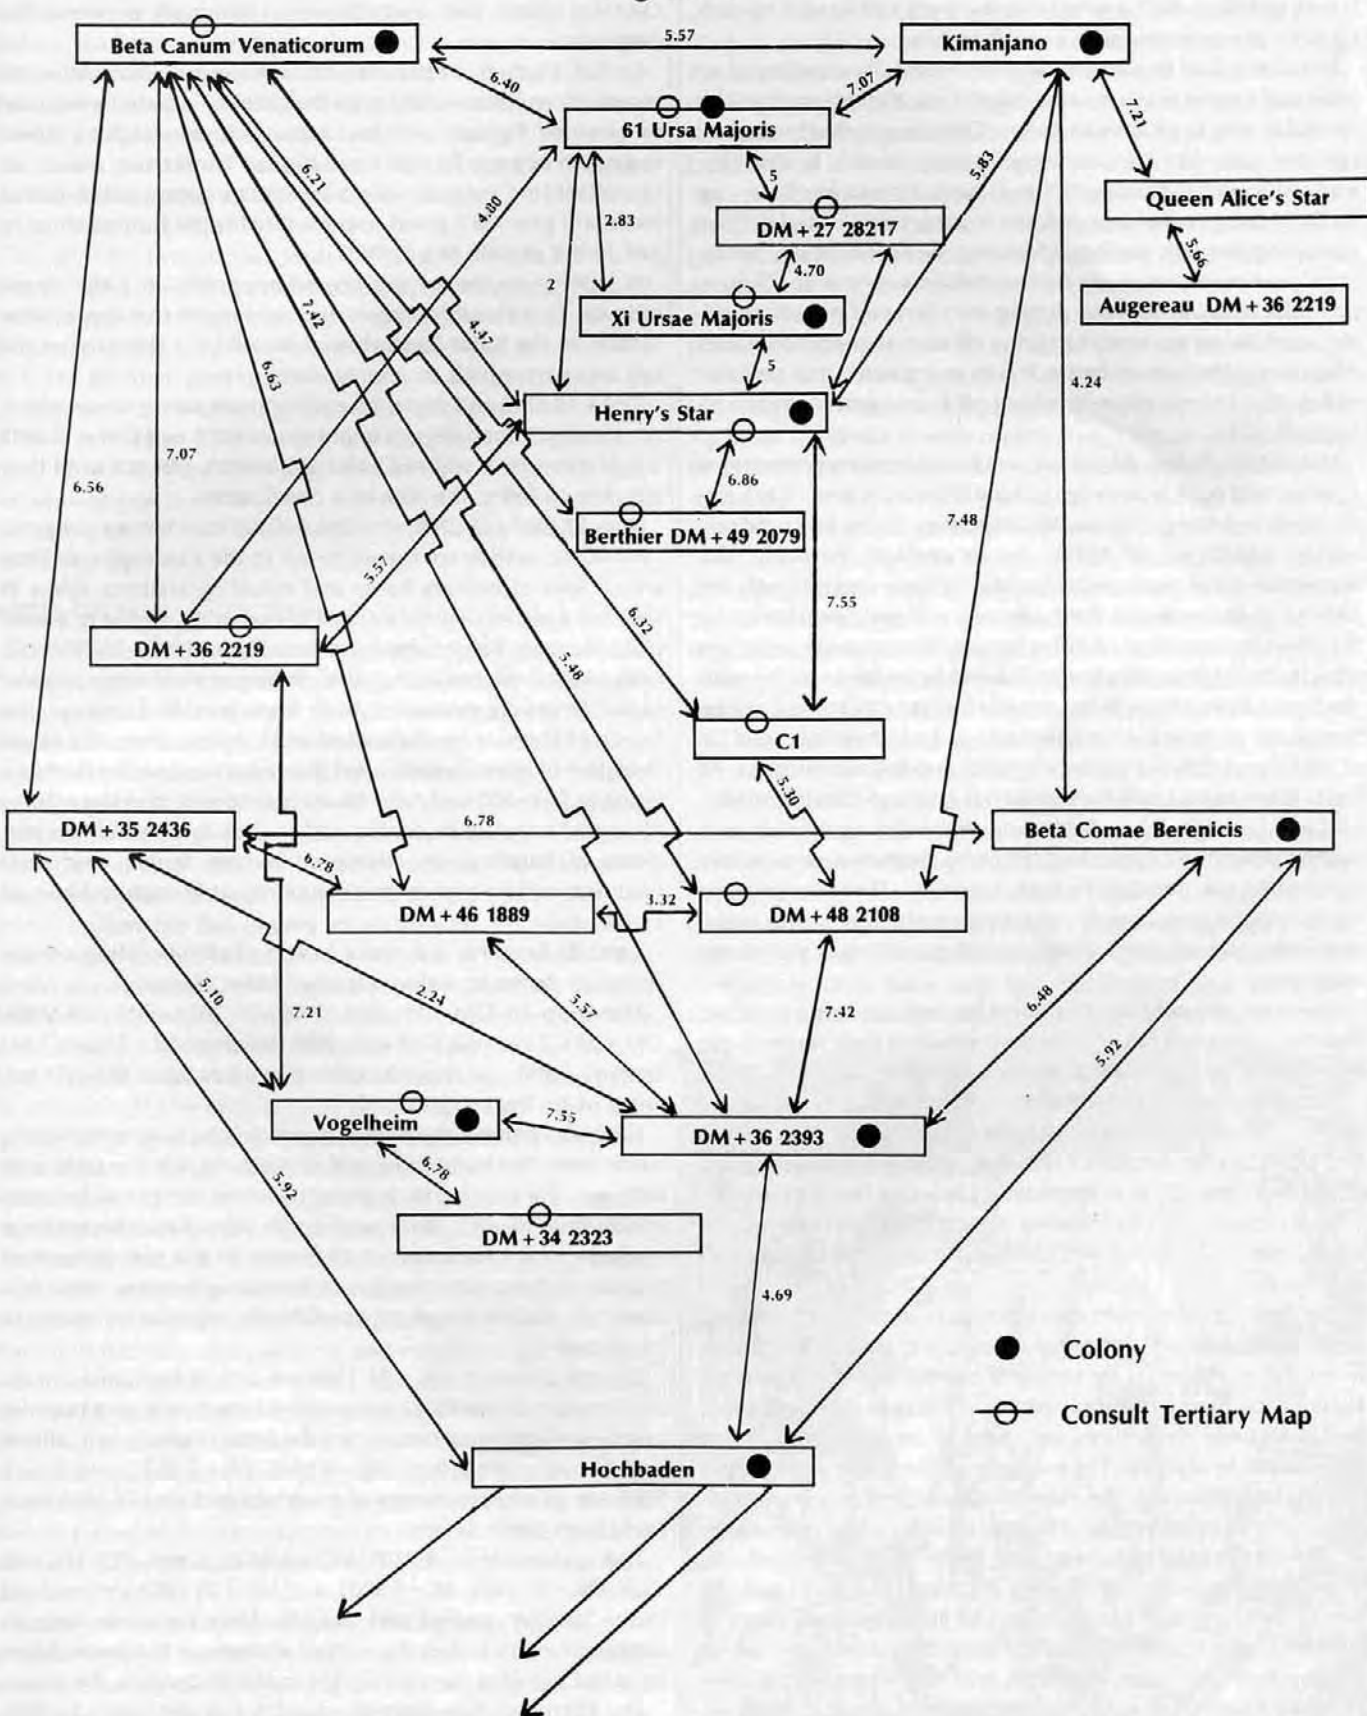 Beta Canum Venaticorum
5.57
Kimanjano
6.40
7.07
61 Ursa Majoris
7.21
6.21
5
5.83
4.80
2.83
Queen Alice's Star
DM + 27 28217
5.66
4.70
2
Augereau DM + 36 2219
7.42
Xi Ursae Majoris
4.47
6.63
5
4.24
Henry's Star
7.07
6.56
6.86
7.48
Berthier DM + 49 2079
5.57
7.55
6.32
DM + 36 2219
5.48
C1
5.30
DM + 35 2436
6.78
Beta Comae Berenicis
6.78
3.32
DM + 46 1889
DM + 48 2108
5.10
2.24
5.57
6.48
7.21
7.42
5.92
Vogelheim
7.55
DM + 36 2393
6.78
5.92
DM + 34 2323
4.69
Colony
Consult Tertiary Map
Hochbaden